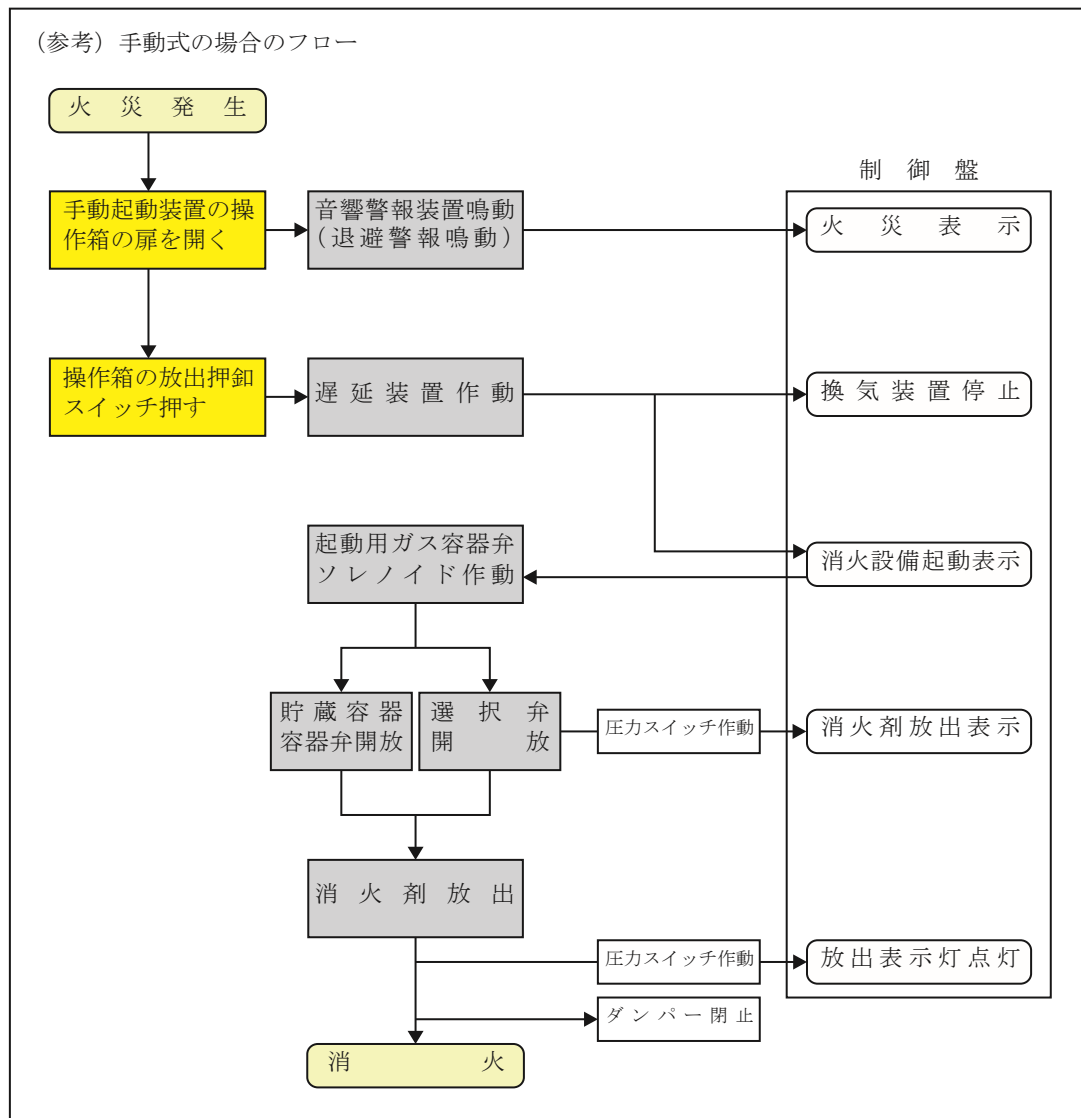 （参考）手動式の場合のフロー
火災発生
制御盤
手動起動装置の操
作箱の扉を開く
音響警報装置鳴動
（退避警報鳴動）
火災表示
操作箱の放出押釦
スイッチ押す
遅延装置作動
換気装置停止
起動用ガス容器弁
ソレノイド作動
消火設備起動表示
貯蔵容器
容器弁開放
選択弁
開放
圧力スイッチ作動
消火剤放出表示
消火剤放出
圧力スイッチ作動
放出表示灯点灯
ダンパー閉止
消火